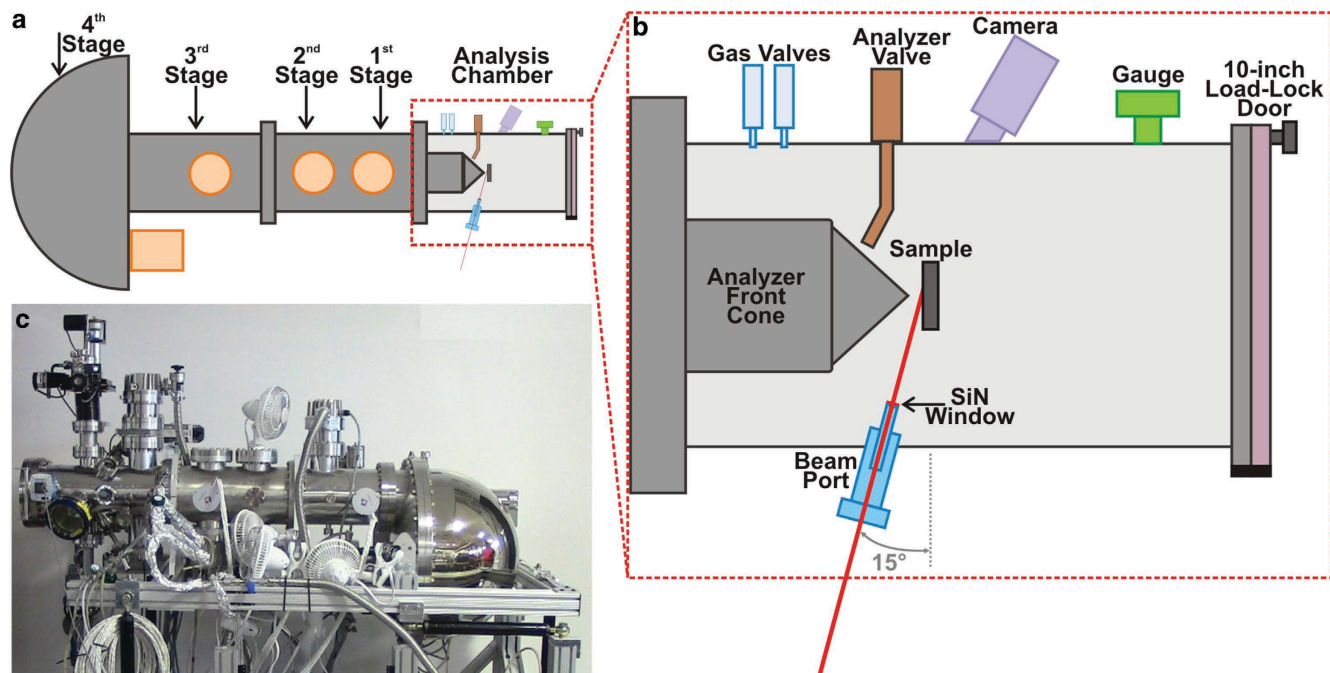 a
4th
Stage
3rd
Stage
2nd
Stage
1st
Stage
Analysis
Chamber
b
Gas Valves
Analyzer
Valve
Camera
Gauge
10-inch
Load-Lock
Door
Analyzer
Front
Cone
Sample
SiN
Window
Beam
Port
15°
c